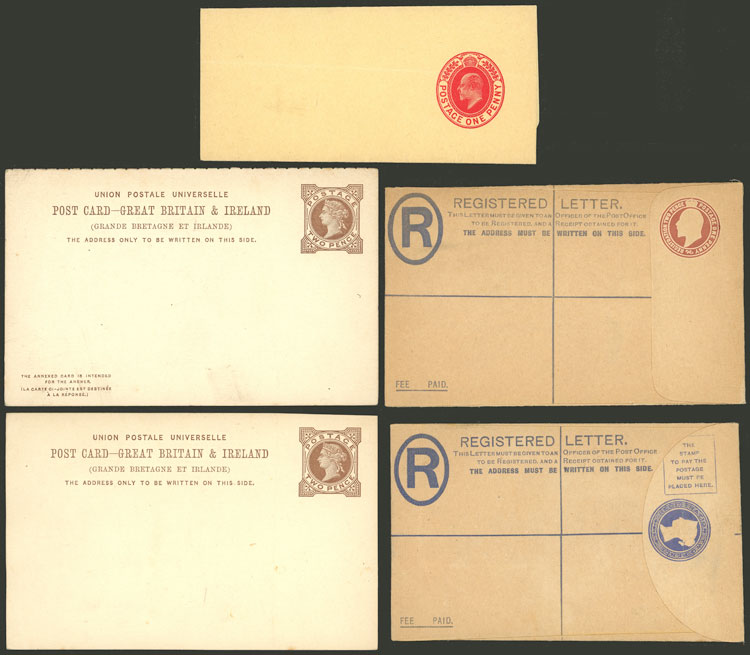 POSTAGE ONE PENNY
UNION POSTALE UNIVERSELLE
POST CARD—GREAT BRITAIN & IRELAND
(GRANDE BRETAGNE ET IRLANDE)
THE ADDRESS ONLY TO BE WRITTEN ON THIS SIDE.
POSTAGE
TWO PENCE
THE ANNEXED CARD IS INTENDED
FOR THE ANSWER.
(LA CARTE CI-JOINTE EST DESTINÉE
À LA RÉPONSE.)
R
REGISTERED LETTER.
THIS LETTER MUST BE GIVEN TO AN OFFICER OF THE POST OFFICE
TO BE REGISTERED, AND A RECEIPT OBTAINED FOR IT.
THE ADDRESS MUST BE WRITTEN ON THIS SIDE.
FEE PAID.
UNION POSTALE UNIVERSELLE
POST CARD—GREAT BRITAIN & IRELAND
(GRANDE BRETAGNE ET IRLANDE)
THE ADDRESS ONLY TO BE WRITTEN ON THIS SIDE.
POSTAGE
TWO PENCE
R
REGISTERED LETTER.
THIS LETTER MUST BE GIVEN TO AN OFFICER OF THE POST OFFICE
TO BE REGISTERED, AND A RECEIPT OBTAINED FOR IT.
THE ADDRESS MUST BE WRITTEN ON THIS SIDE.
THE
STAMP
TO PAY THE
POSTAGE
MUST BE
PLACED HERE.
FEE PAID.